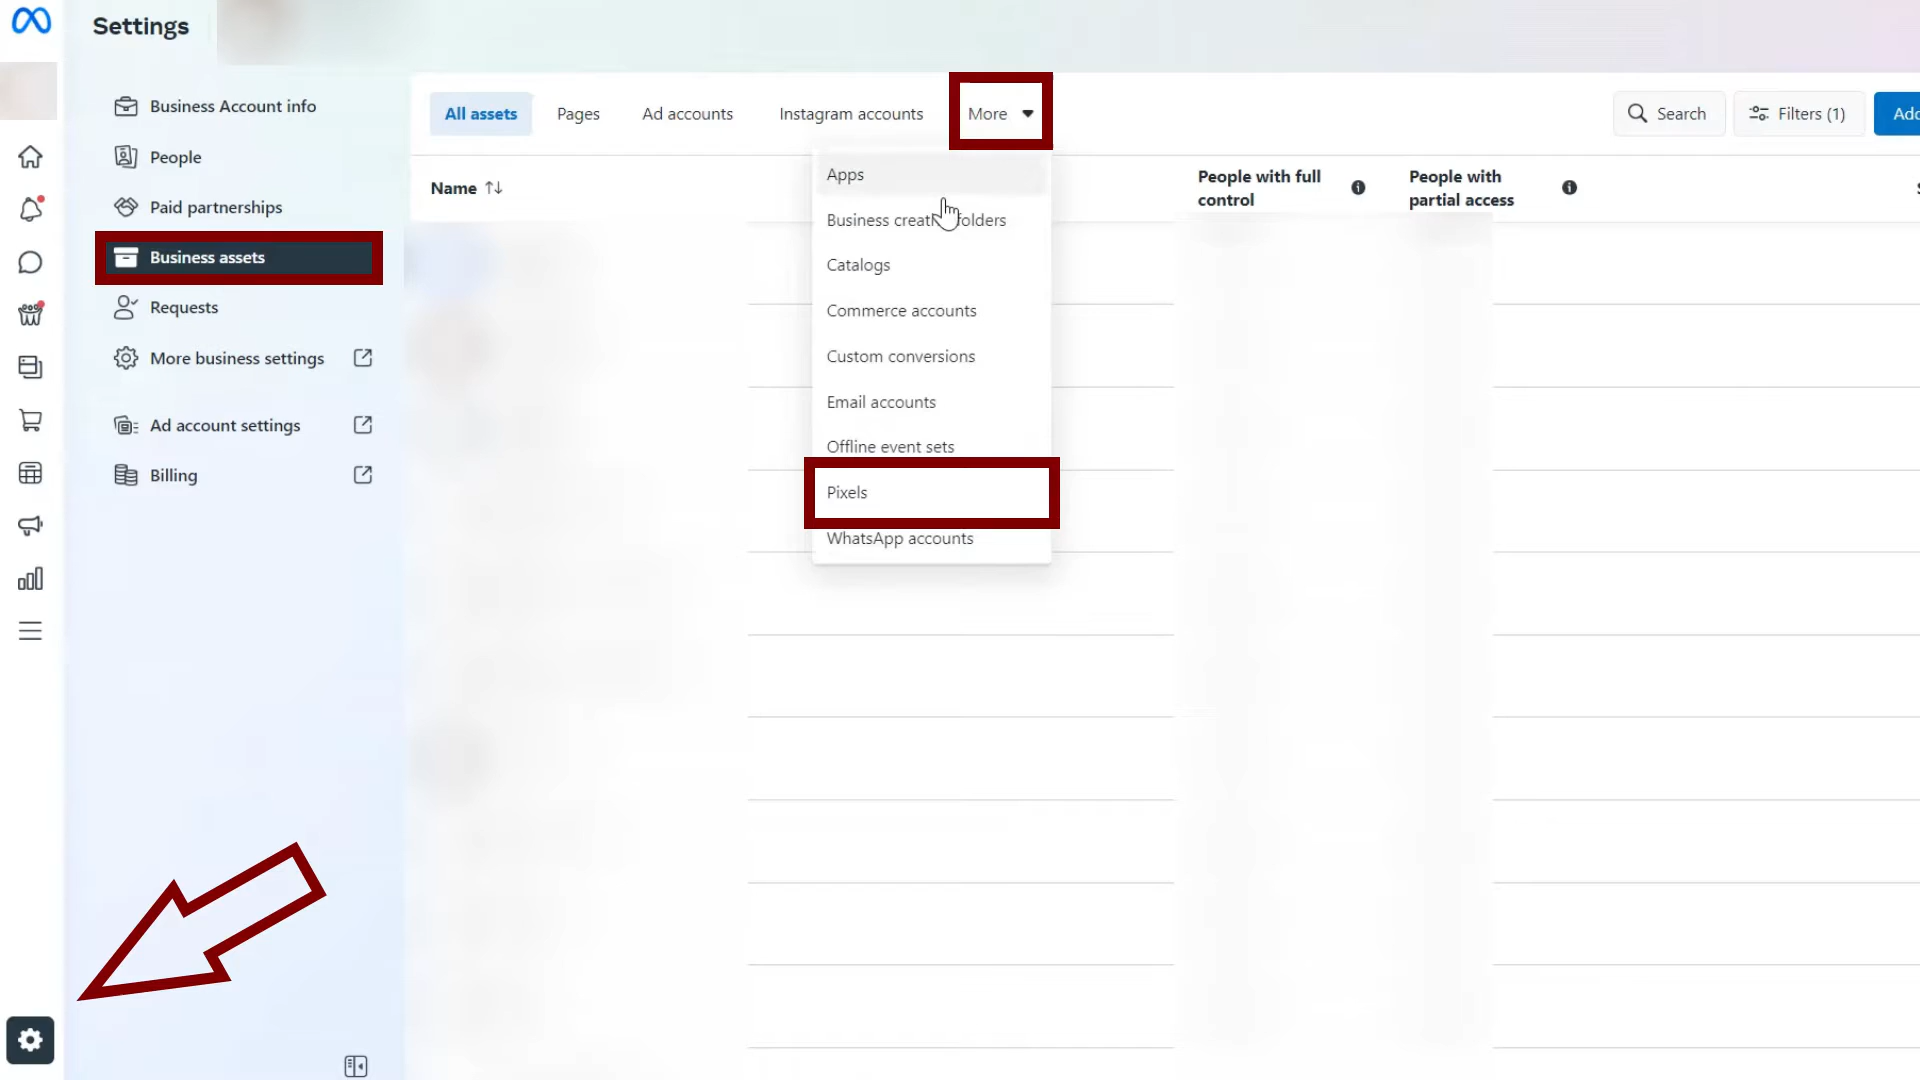 Settings
Business Account info
People
Paid partnerships
Business assets
Requests
More business settings
Ad account settings
Billing
All assets
Pages
Ad accounts
Instagram accounts
More
Search
Filters (1)
Name
People with full
control
People with
partial access
Apps
Business creati folders
Catalogs
Commerce accounts
Custom conversions
Email accounts
Offline event sets
Pixels
WhatsApp accounts